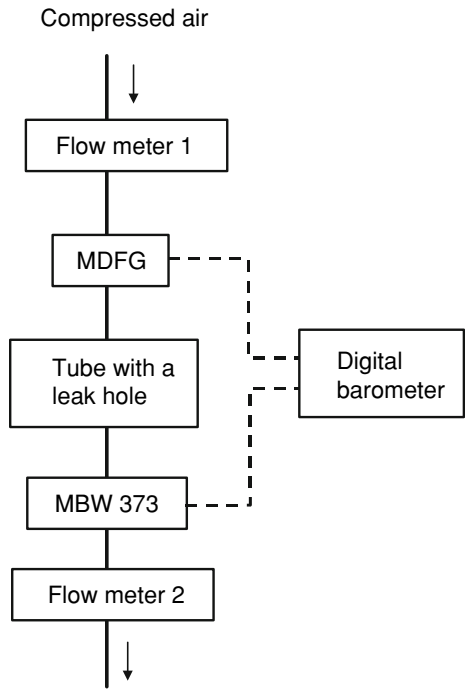 Compressed air
Flow meter 1
MDFG
Tube with a
leak hole
Digital
barometer
MBW 373
Flow meter 2